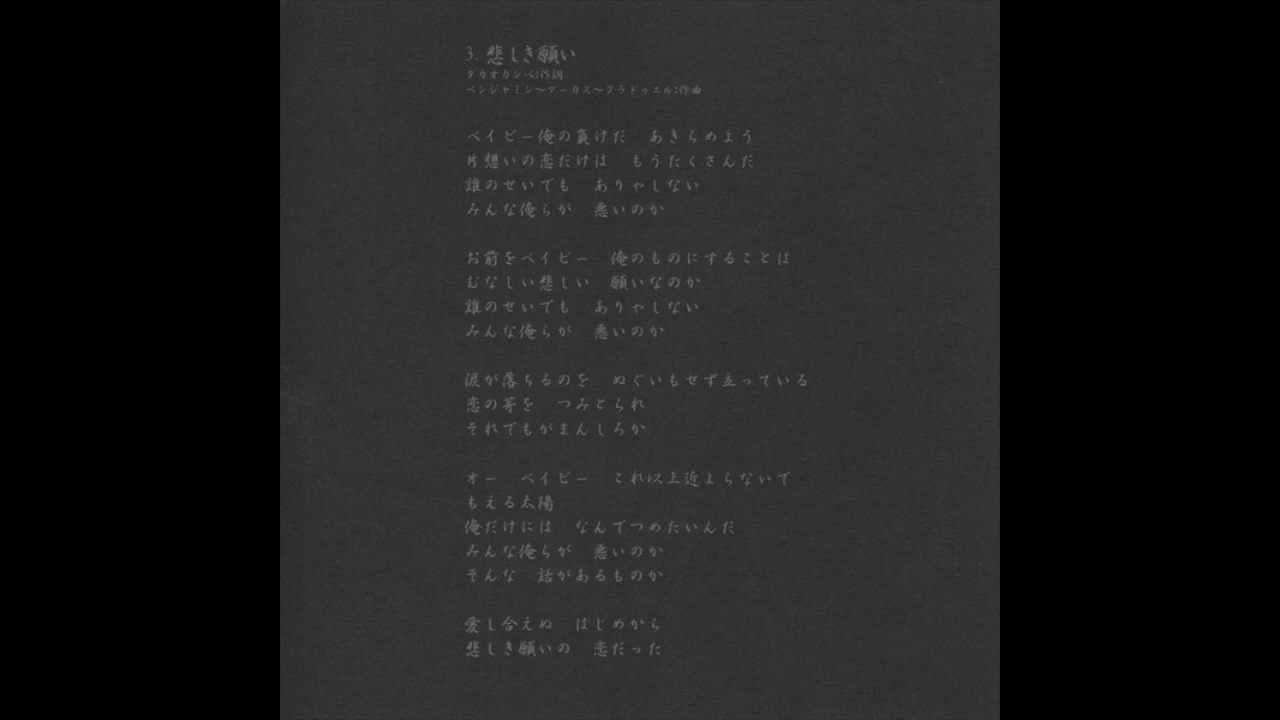 3. 悲しき願い
タカオカンベ:作詞
ベンジャミン〜マーカス〜クラドゥエル:作曲
ベイビー俺の負けだ　あきらめよう
片想いの恋だけは　もうたくさんだ
誰のせいでも　ありゃしない
みんな俺らが　悪いのか
お前をベイビー　俺のものにすることは
むなしい悲しい　願いなのか
誰のせいでも　ありゃしない
みんな俺らが　悪いのか
涙が落ちるのを　ぬぐいもせず立っている
恋の芽を　つみとられ
それでもがまんしろか
オー　ベイビー　これ以上近よらないで
もえる太陽
俺だけには　なんでつめたいんだ
みんな俺らが　悪いのか
そんな　話があるものか
愛し合えぬ　はじめから
悲しき願いの　恋だった